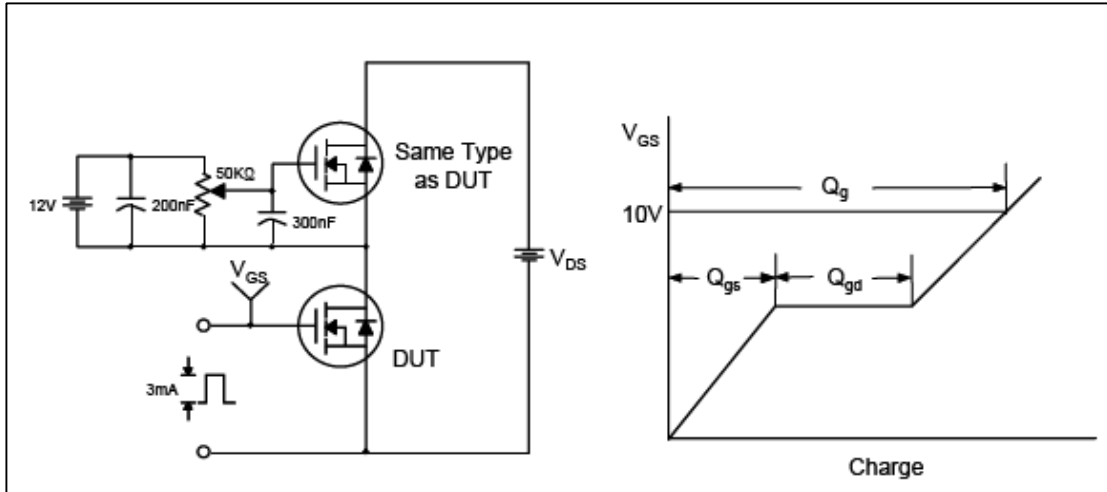 Same Type
as DUT
50KΩ
12V
200nF
300nF
V_GS
V_DS
DUT
3mA
V_GS
Q_g
10V
Q_gs
Q_gd
Charge